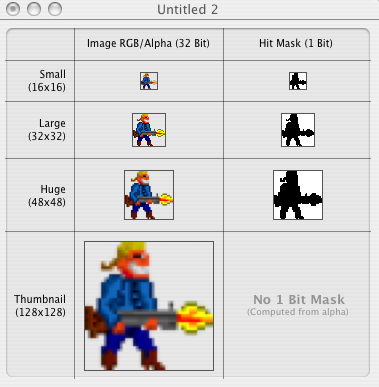 Untitled 2
Image RGB/Alpha (32 Bit)
Hit Mask (1 Bit)
Small
(16x16)
Large
(32x32)
Huge
(48x48)
Thumbnail
(128x128)
No 1 Bit Mask
(Computed from alpha)